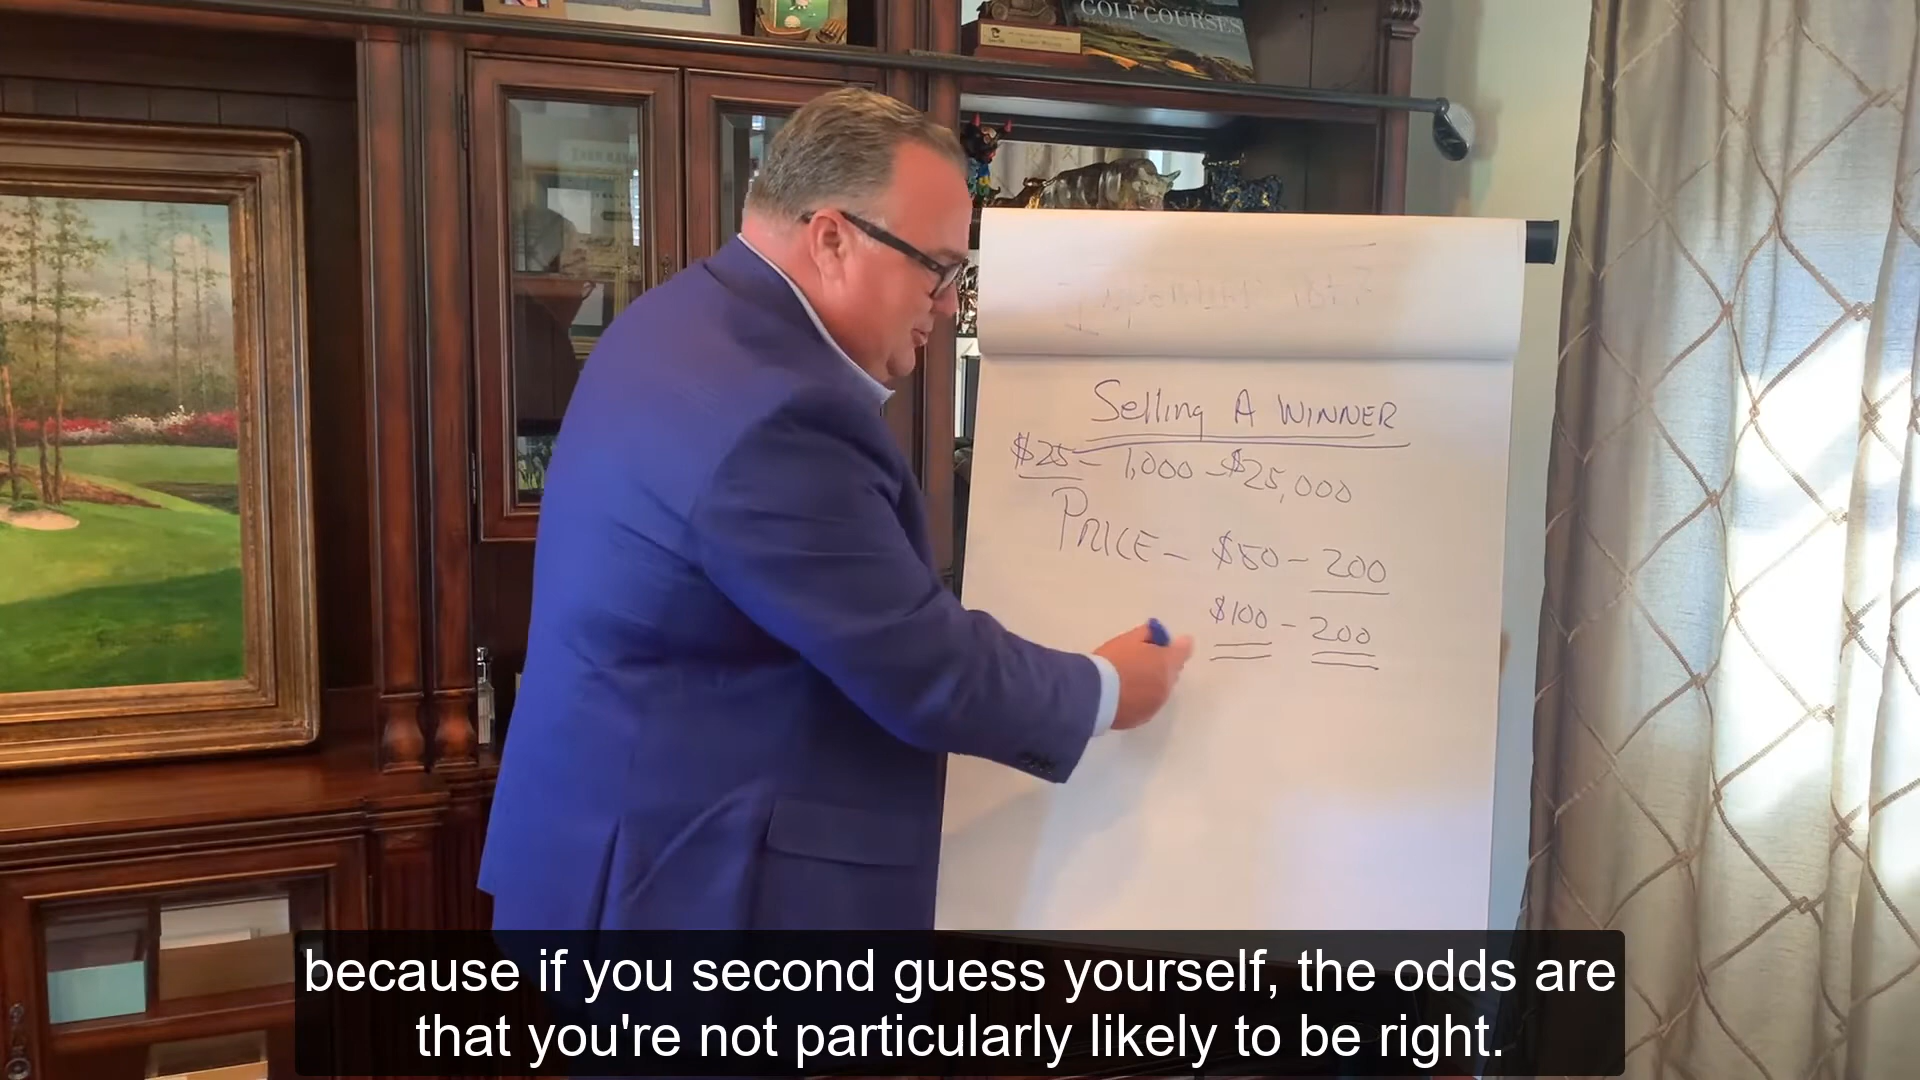 GOLF COURSES
Selling A WINNER
$25 - 1,000 - $25,000
PRICE - $50 - 200
$100 - 200
because if you second guess yourself, the odds are
that you're not particularly likely to be right.